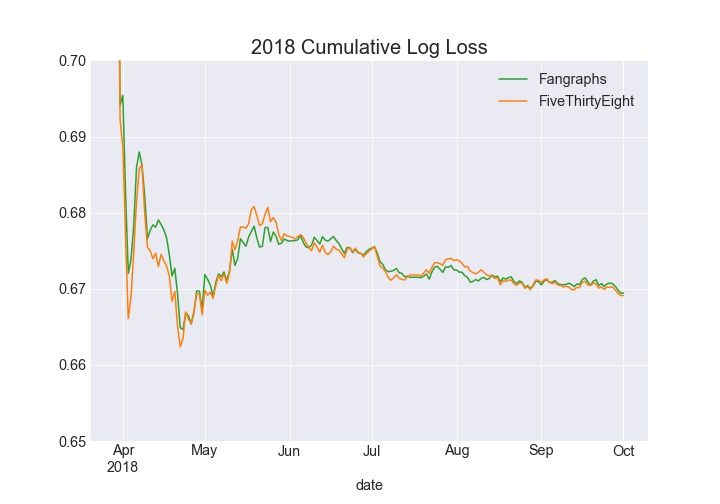 2018 Cumulative Log Loss
Fangraphs
FiveThirtyEight
0.70
0.69
0.68
0.67
0.66
0.65
Apr May Jun Jul Aug Sep Oct
2018
date